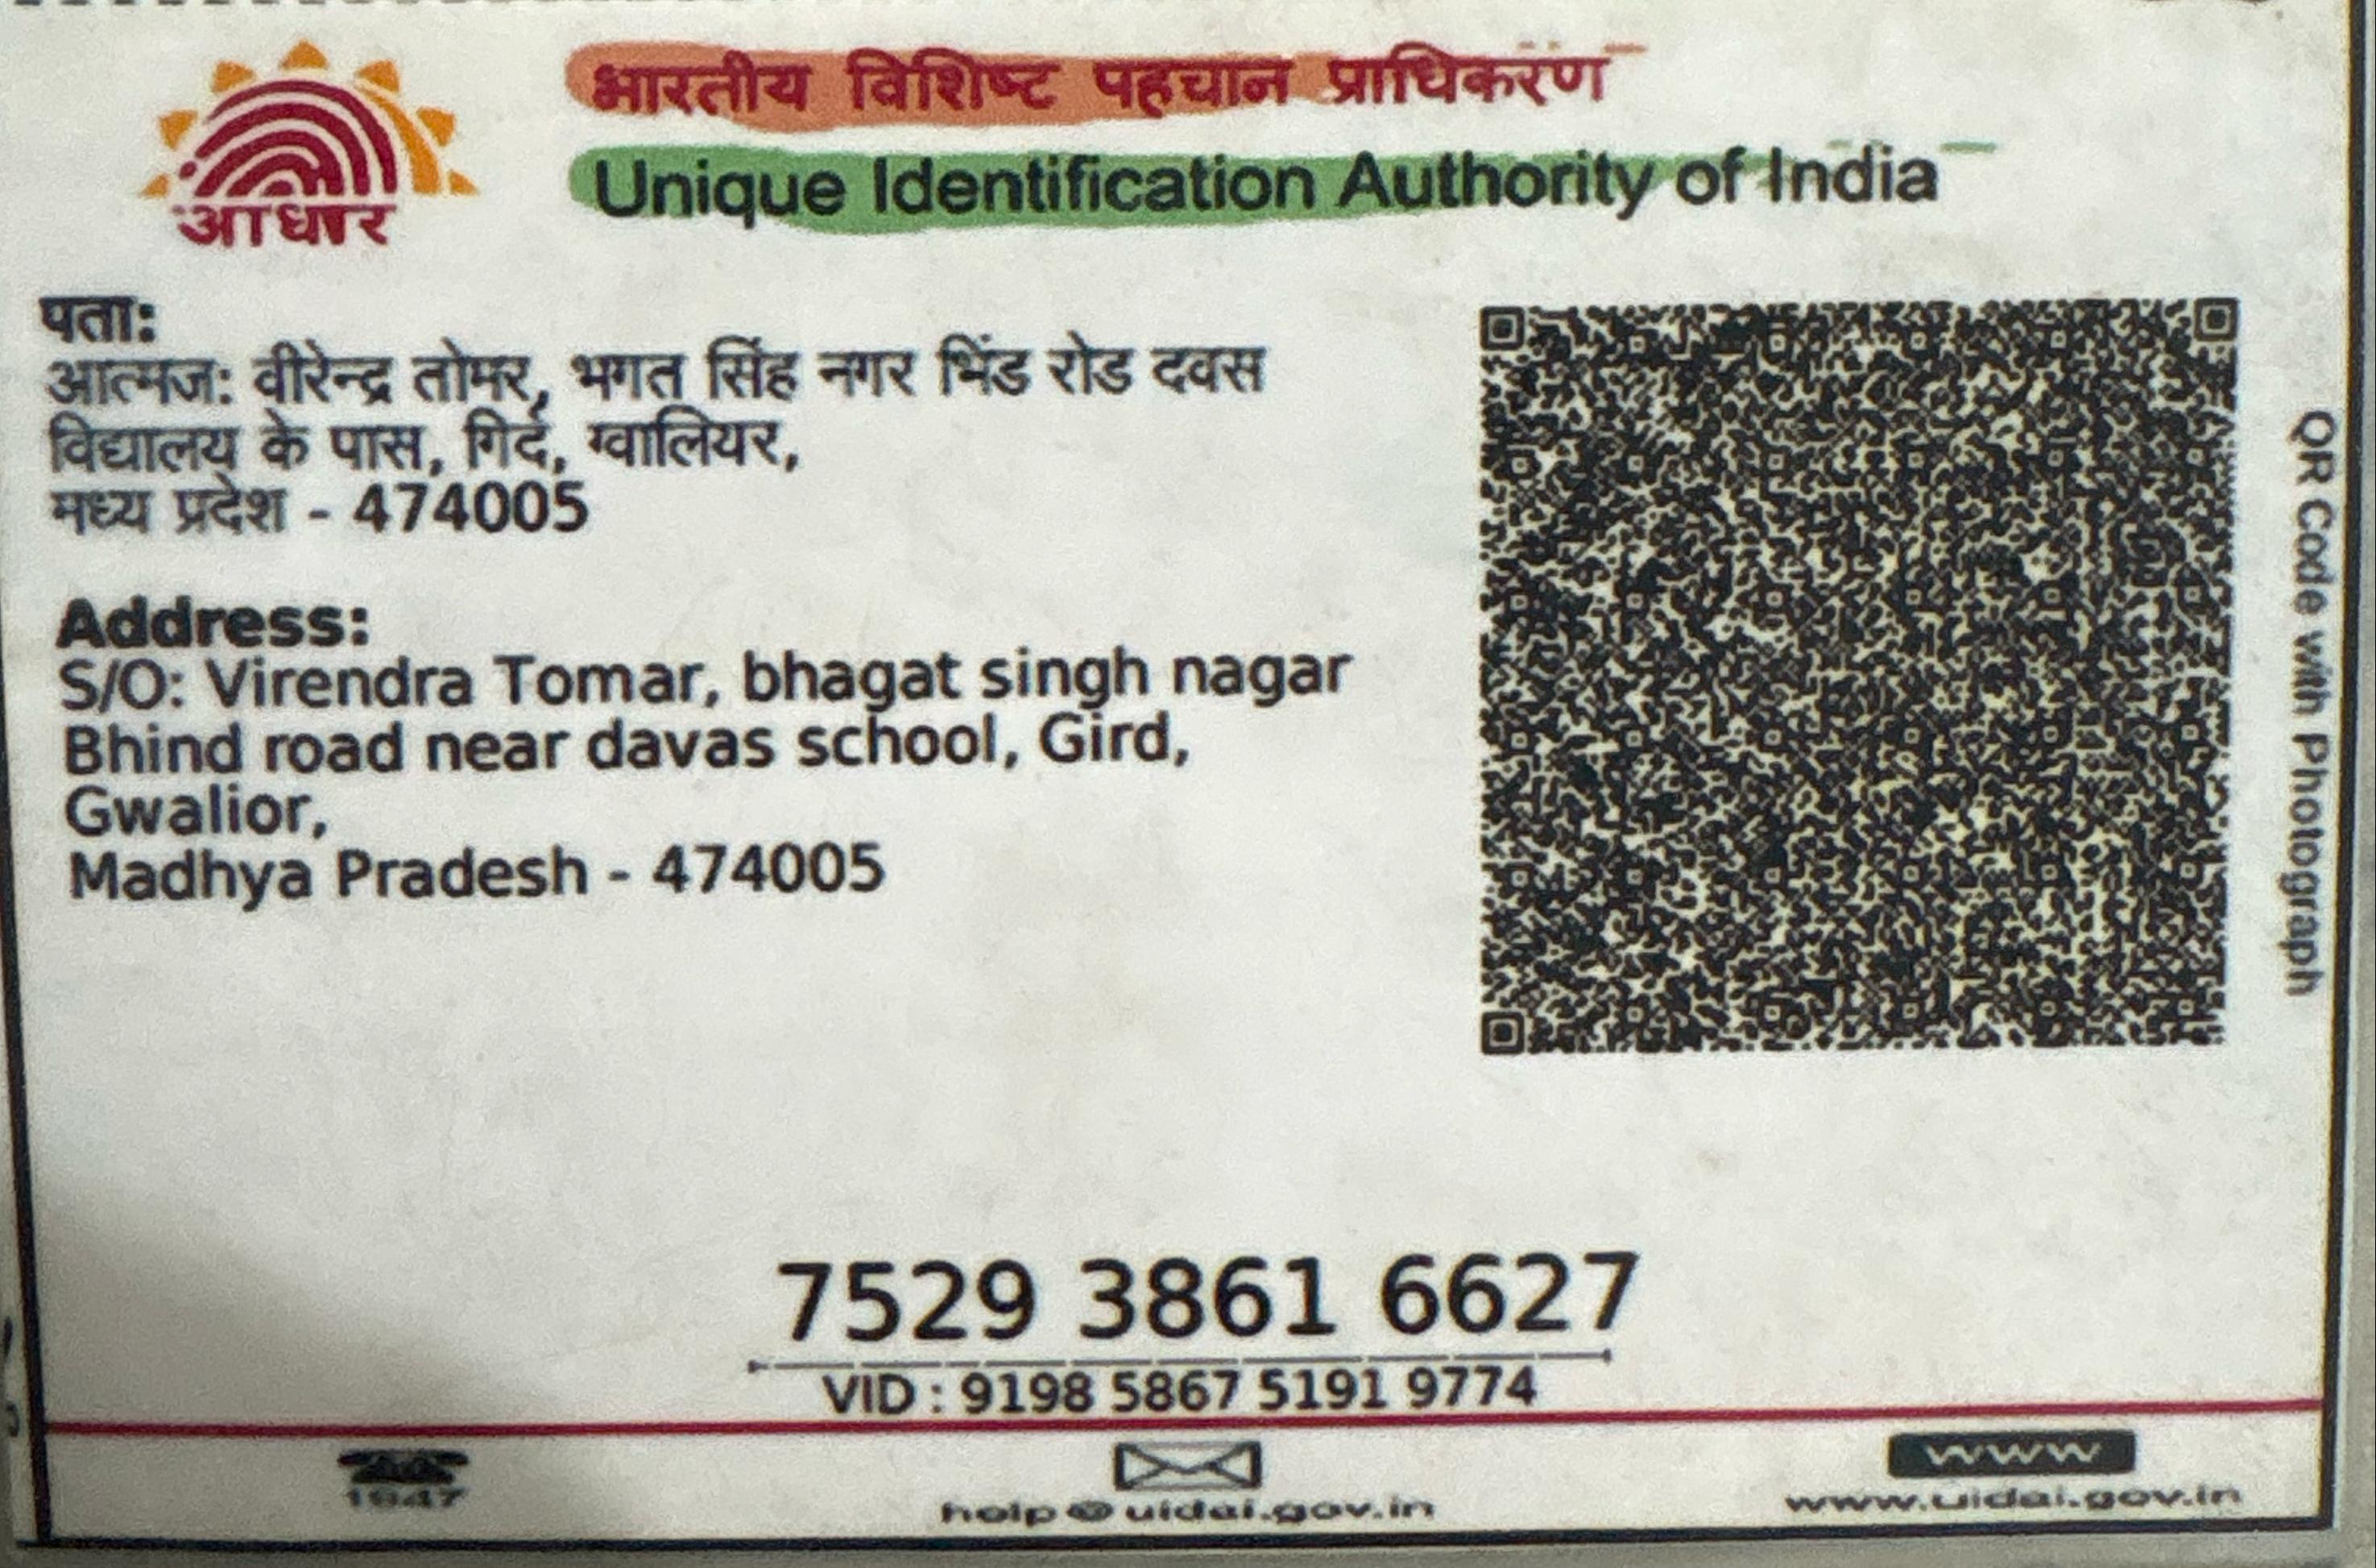 आधार
भारतीय विशिष्ट पहचान प्राधिकरण
Unique Identification Authority of India
पता:
आत्मज: वीरेन्द्र तोमर, भगत सिंह नगर भिंड रोड दवस
विद्यालय के पास, गिर्द, ग्वालियर,
मध्य प्रदेश - 474005
Address:
S/O: Virendra Tomar, bhagat singh nagar
Bhind road near davas school, Gird,
Gwalior,
Madhya Pradesh - 474005
QR Code with Photograph
7529 3861 6627
VID : 9198 5867 5191 9774
1947
help@uidai.gov.in
www
www.uidai.gov.in